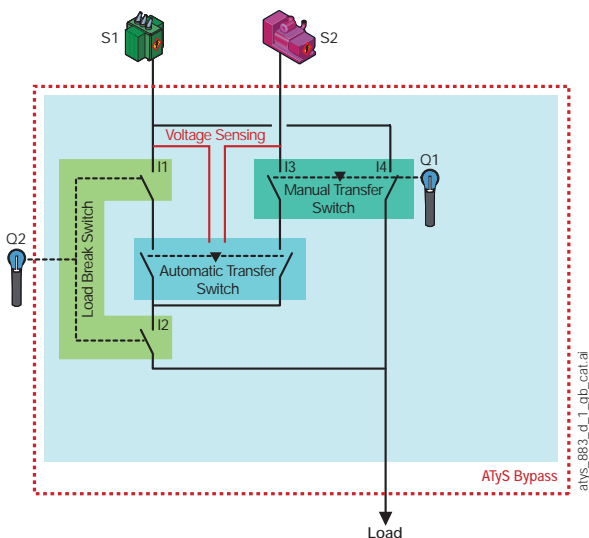 S1
S2
Voltage Sensing
I1
I3
I4
Q1
Manual Transfer
Switch
Q2
Load Break Switch
Automatic Transfer
Switch
I2
ATyS Bypass
atys_883_d_1_gb_cat.ai
Load